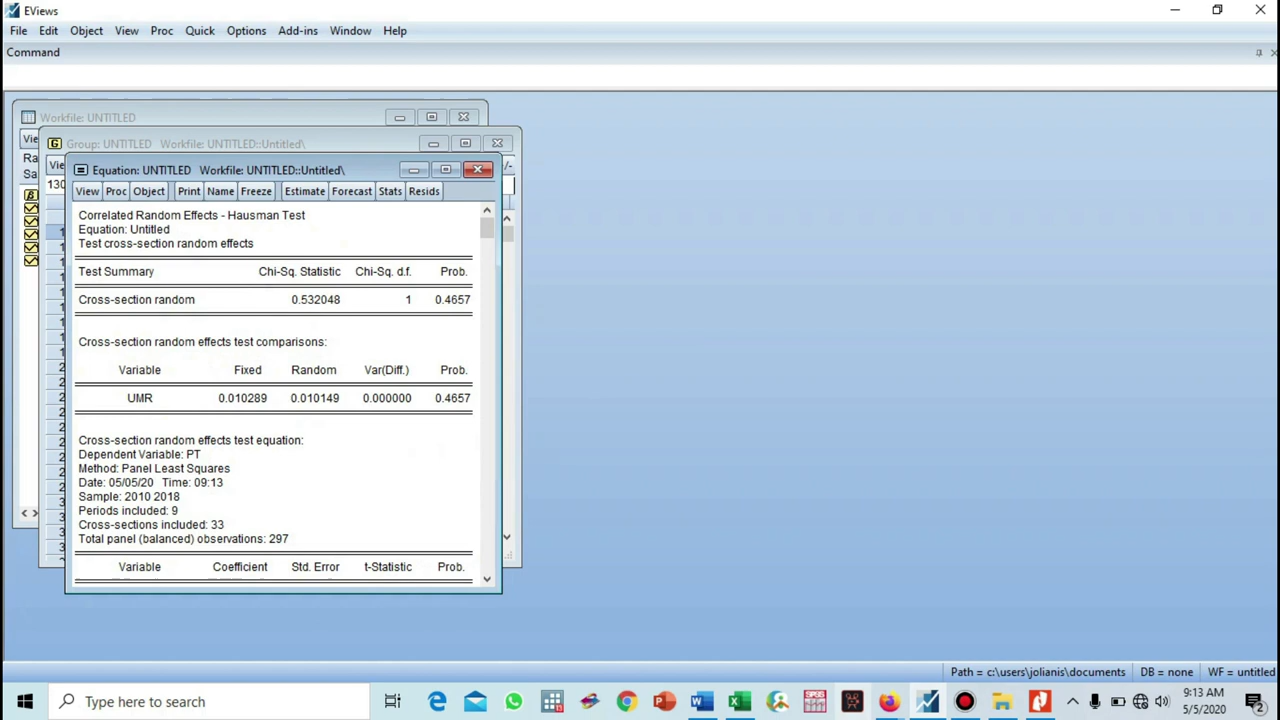 EViews
File Edit Object View Proc Quick Options Add-ins Window Help
Command
Workfile: UNTITLED
Group: UNTITLED Workfile: UNTITLED::Untitled\
Equation: UNTITLED Workfile: UNTITLED::Untitled\
View Proc Object Print Name Freeze Estimate Forecast Stats Resids
Correlated Random Effects - Hausman Test
Equation: Untitled
Test cross-section random effects
Test Summary Chi-Sq. Statistic Chi-Sq. d.f. Prob.
Cross-section random 0.532048 1 0.4657
Cross-section random effects test comparisons:
Variable Fixed Random Var(Diff.) Prob.
UMR 0.010289 0.010149 0.000000 0.4657
Cross-section random effects test equation:
Dependent Variable: PT
Method: Panel Least Squares
Date: 05/05/20 Time: 09:13
Sample: 2010 2018
Periods included: 9
Cross-sections included: 33
Total panel (balanced) observations: 297
Variable Coefficient Std. Error t-Statistic Prob.
Path = c:\users\jolianis\documents DB = none WF = untitled
Type here to search
9:13 AM
5/5/2020